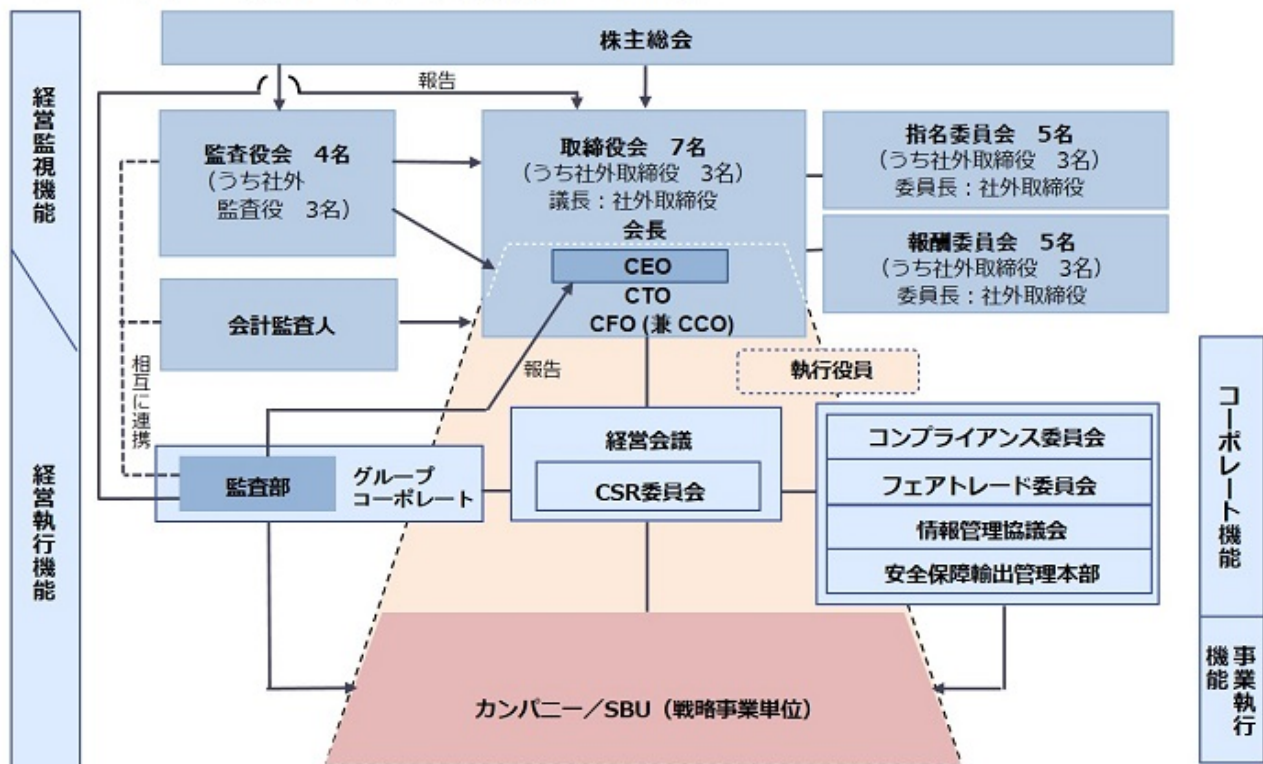 株主総会
報告
経営監視機能
監査役会　4名
（うち社外
監査役　3名）
取締役会　7名
（うち社外取締役　3名）
議長：社外取締役
会長
CEO
CTO
CFO (兼 CCO)
指名委員会　5名
（うち社外取締役　3名）
委員長：社外取締役
報酬委員会　5名
（うち社外取締役　3名）
委員長：社外取締役
会計監査人
相互に連携
報告
執行役員
経営執行機能
監査部
グループ
コーポレート
経営会議
CSR委員会
コンプライアンス委員会
フェアトレード委員会
情報管理協議会
安全保障輸出管理本部
コーポレート機能
カンパニー／SBU（戦略事業単位）
事業執行
機能